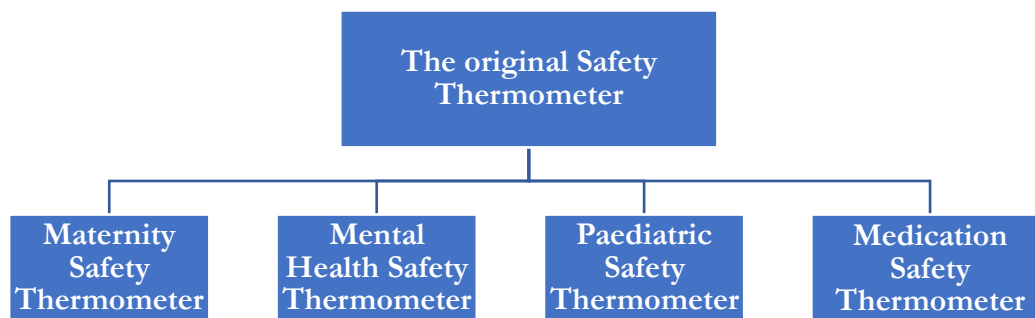 The original Safety
Thermometer
Maternity
Safety
Thermometer
Mental
Health Safety
Thermometer
Paediatric
Safety
Thermometer
Medication
Safety
Thermometer